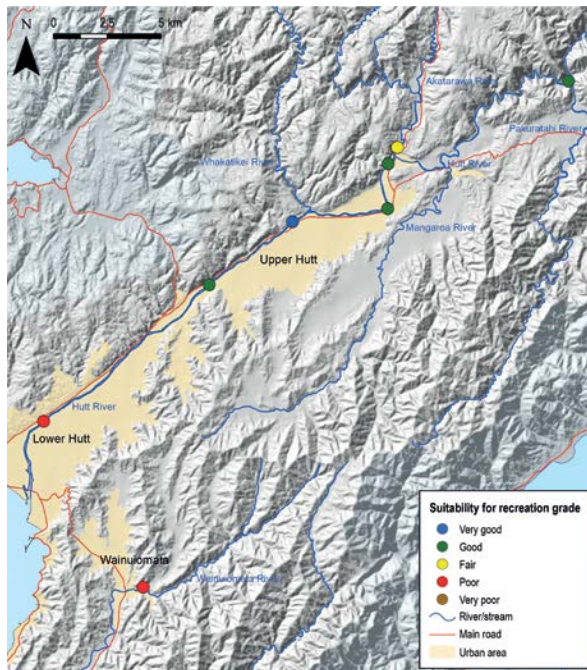 N
0 2.5 5 km
Akatarawa River
Pakuratahi River
Whakatikei River
Hutt River
Mangaroa River
Upper Hutt
Hutt River
Lower Hutt
Wainuiomata
Wainuiomata River
Suitability for recreation grade
Very good
Good
Fair
Poor
Very poor
River/stream
Main road
Urban area